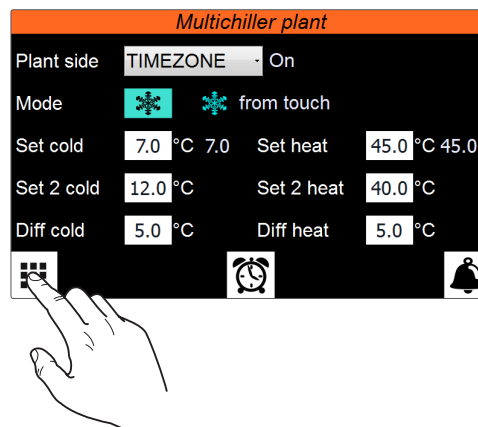 Multichiller plant
Plant side TIMEZONE On
Mode from touch
Set cold 7.0 °C 7.0 Set heat 45.0 °C 45.0
Set 2 cold 12.0 °C Set 2 heat 40.0 °C
Diff cold 5.0 °C Diff heat 5.0 °C